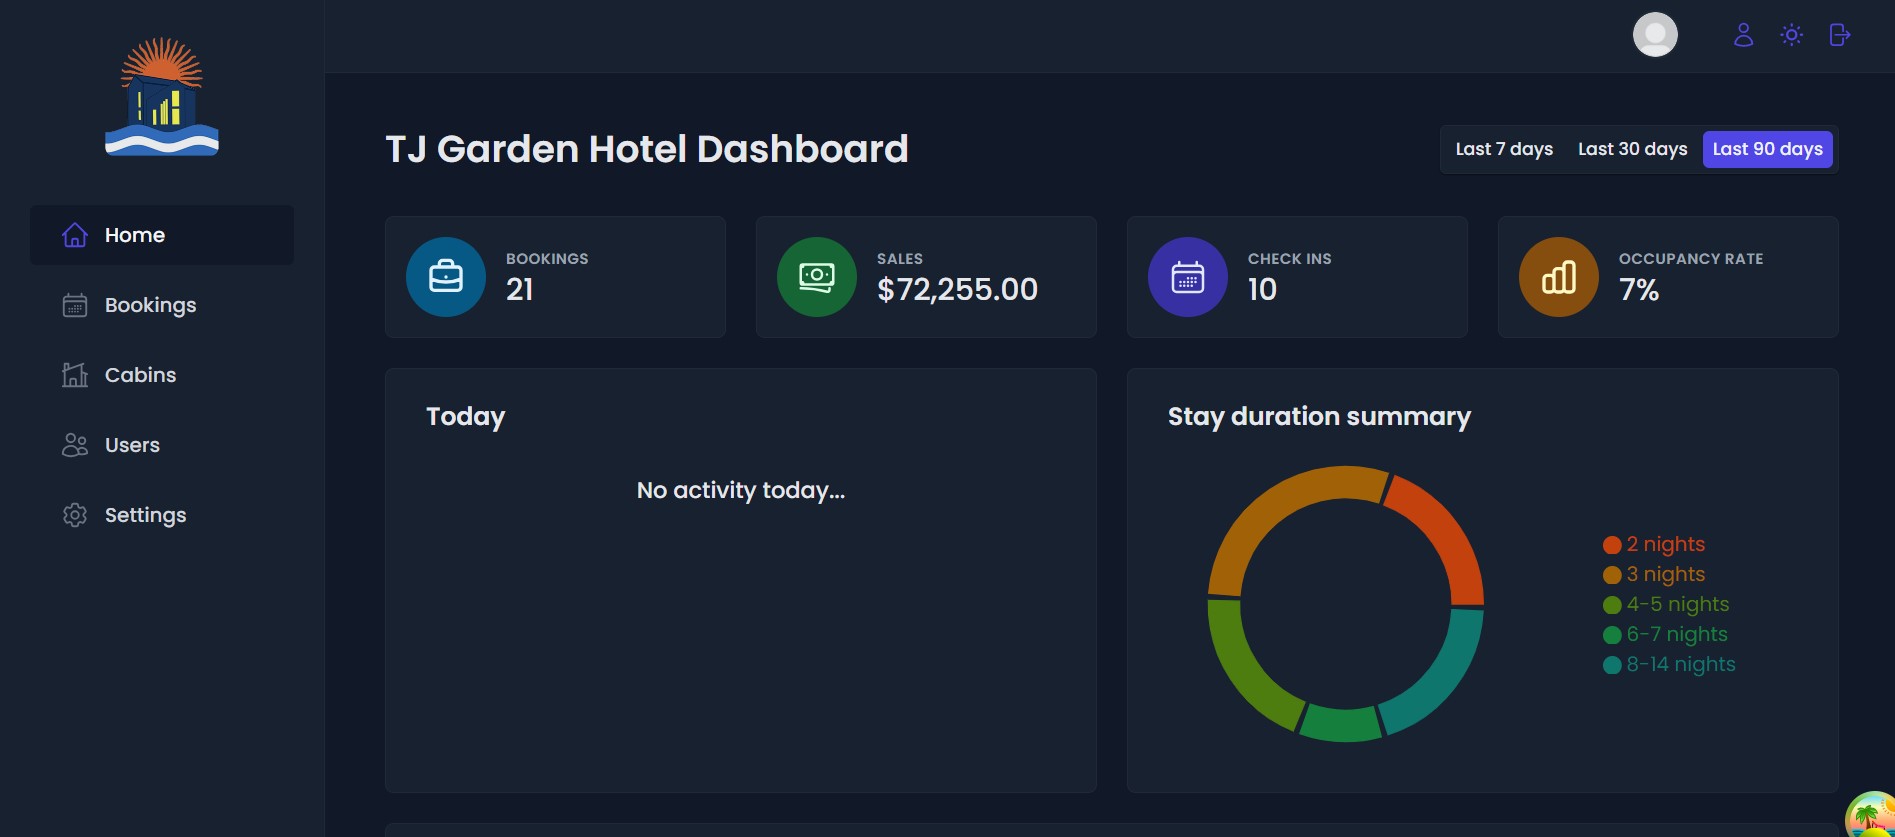 Home
Bookings
Cabins
Users
Settings
TJ Garden Hotel Dashboard
Last 7 days Last 30 days Last 90 days
BOOKINGS
21
SALES
$72,255.00
CHECK INS
10
OCCUPANCY RATE
7%
Today
No activity today...
Stay duration summary
2 nights
3 nights
4-5 nights
6-7 nights
8-14 nights